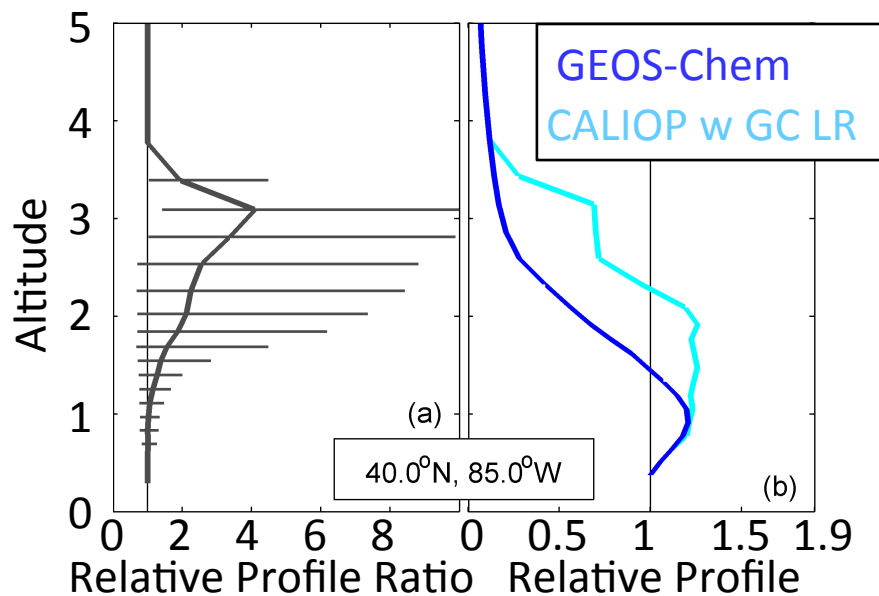 5
4
3
2
1
0
Altitude
(a)
0 2 4 6 8
Relative Profile Ratio
GEOS-Chem
CALIOP w GC LR
40.0°N, 85.0°W
(b)
0 0.5 1 1.5 1.9
Relative Profile